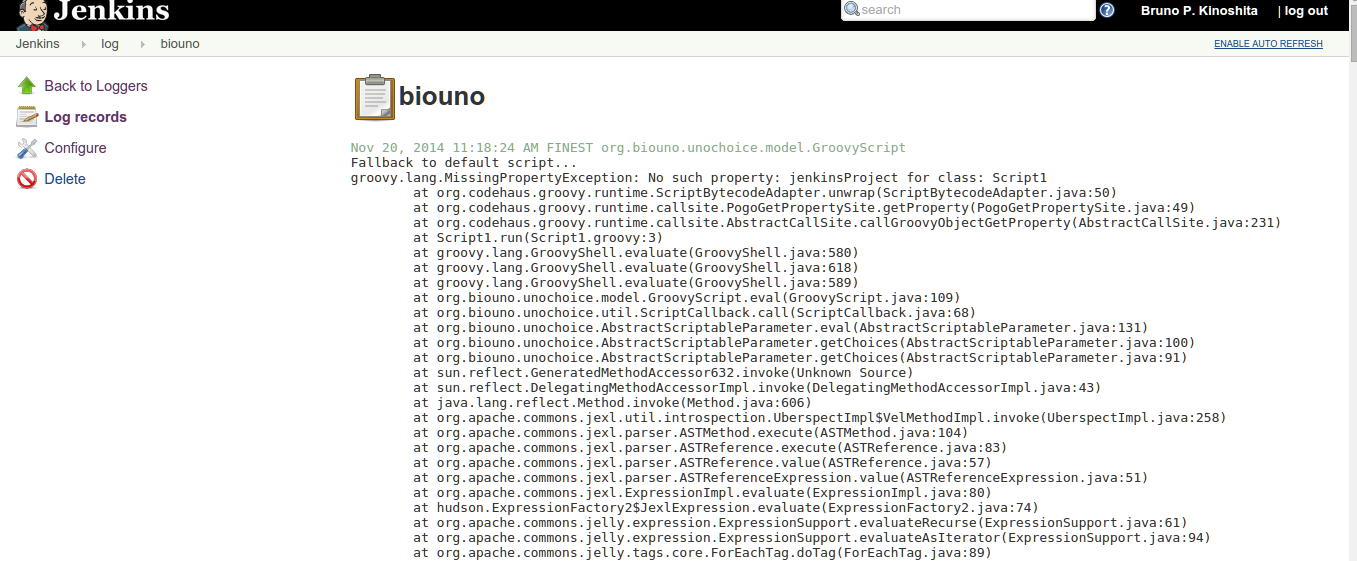 Jenkins
search
Bruno P. Kinoshita | log out
Jenkins log biouno
ENABLE AUTO REFRESH
Back to Loggers
Log records
Configure
Delete
biouno
Nov 20, 2014 11:18:24 AM FINEST org.biouno.unochoice.model.GroovyScript
Fallback to default script...
groovy.lang.MissingPropertyException: No such property: jenkinsProject for class: Script1
at org.codehaus.groovy.runtime.ScriptBytecodeAdapter.unwrap(ScriptBytecodeAdapter.java:50)
at org.codehaus.groovy.runtime.callsite.PogoGetPropertySite.getProperty(PogoGetPropertySite.java:49)
at org.codehaus.groovy.runtime.callsite.AbstractCallSite.callGroovyObjectGetProperty(AbstractCallSite.java:231)
at Script1.run(Script1.groovy:3)
at groovy.lang.GroovyShell.evaluate(GroovyShell.java:580)
at groovy.lang.GroovyShell.evaluate(GroovyShell.java:618)
at groovy.lang.GroovyShell.evaluate(GroovyShell.java:589)
at org.biouno.unochoice.model.GroovyScript.eval(GroovyScript.java:109)
at org.biouno.unochoice.util.ScriptCallback.call(ScriptCallback.java:68)
at org.biouno.unochoice.AbstractScriptableParameter.eval(AbstractScriptableParameter.java:131)
at org.biouno.unochoice.AbstractScriptableParameter.getChoices(AbstractScriptableParameter.java:100)
at org.biouno.unochoice.AbstractScriptableParameter.getChoices(AbstractScriptableParameter.java:91)
at sun.reflect.GeneratedMethodAccessor632.invoke(Unknown Source)
at sun.reflect.DelegatingMethodAccessorImpl.invoke(DelegatingMethodAccessorImpl.java:43)
at java.lang.reflect.Method.invoke(Method.java:606)
at org.apache.commons.jexl.util.introspection.UberspectImpl$VelMethodImpl.invoke(UberspectImpl.java:258)
at org.apache.commons.jexl.parser.ASTMethod.execute(ASTMethod.java:104)
at org.apache.commons.jexl.parser.ASTReference.execute(ASTReference.java:83)
at org.apache.commons.jexl.parser.ASTReference.value(ASTReference.java:57)
at org.apache.commons.jexl.parser.ASTReferenceExpression.value(ASTReferenceExpression.java:51)
at org.apache.commons.jexl.ExpressionImpl.evaluate(ExpressionImpl.java:80)
at hudson.ExpressionFactory2$JexlExpression.evaluate(ExpressionFactory2.java:74)
at org.apache.commons.jelly.expression.ExpressionSupport.evaluateRecurse(ExpressionSupport.java:61)
at org.apache.commons.jelly.expression.ExpressionSupport.evaluateAsIterator(ExpressionSupport.java:94)
at org.apache.commons.jelly.tags.core.ForEachTag.doTag(ForEachTag.java:89)